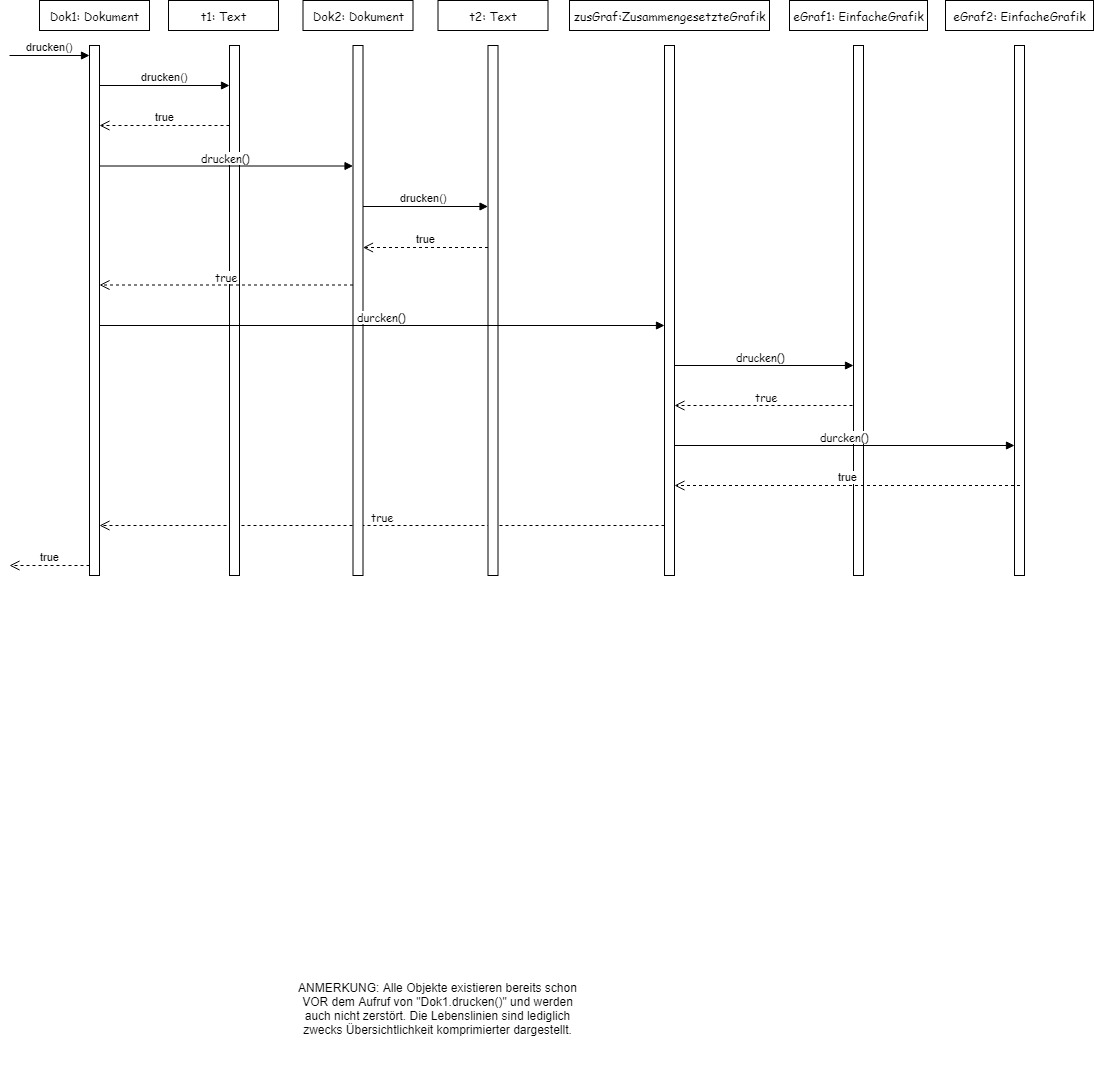 Dok1: Dokument
t1: Text
Dok2: Dokument
t2: Text
zusGraf:ZusammengesetzteGrafik
eGraf1: EinfacheGrafik
eGraf2: EinfacheGrafik
drucken()
drucken()
true
drucken()
drucken()
true
true
durcken()
drucken()
true
durcken()
true
true
true
ANMERKUNG: Alle Objekte existieren bereits schon
VOR dem Aufruf von "Dok1.drucken()" und werden
auch nicht zerstört. Die Lebenslinien sind lediglich
zwecks Übersichtlichkeit komprimierter dargestellt.